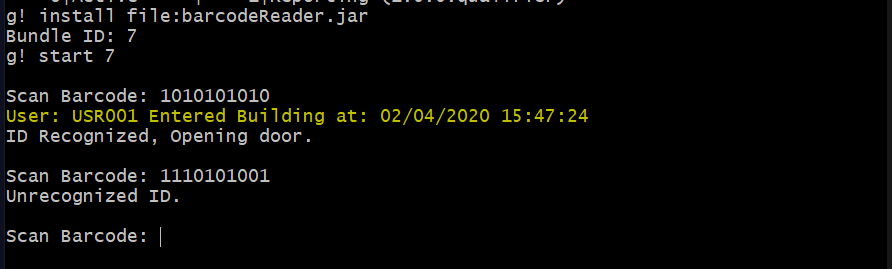 g! install file:barcodeReader.jar
Bundle ID: 7
g! start 7
Scan Barcode: 1010101010
User: USR001 Entered Building at: 02/04/2020 15:47:24
ID Recognized, Opening door.
Scan Barcode: 1110101001
Unrecognized ID.
Scan Barcode: